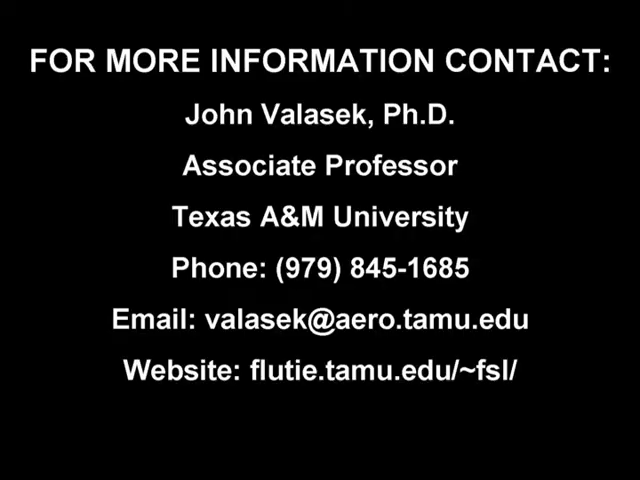 FOR MORE INFORMATION CONTACT:
John Valasek, Ph.D.
Associate Professor
Texas A&M University
Phone: (979) 845-1685
Email: valasek@aero.tamu.edu
Website: flutie.tamu.edu/~fsl/